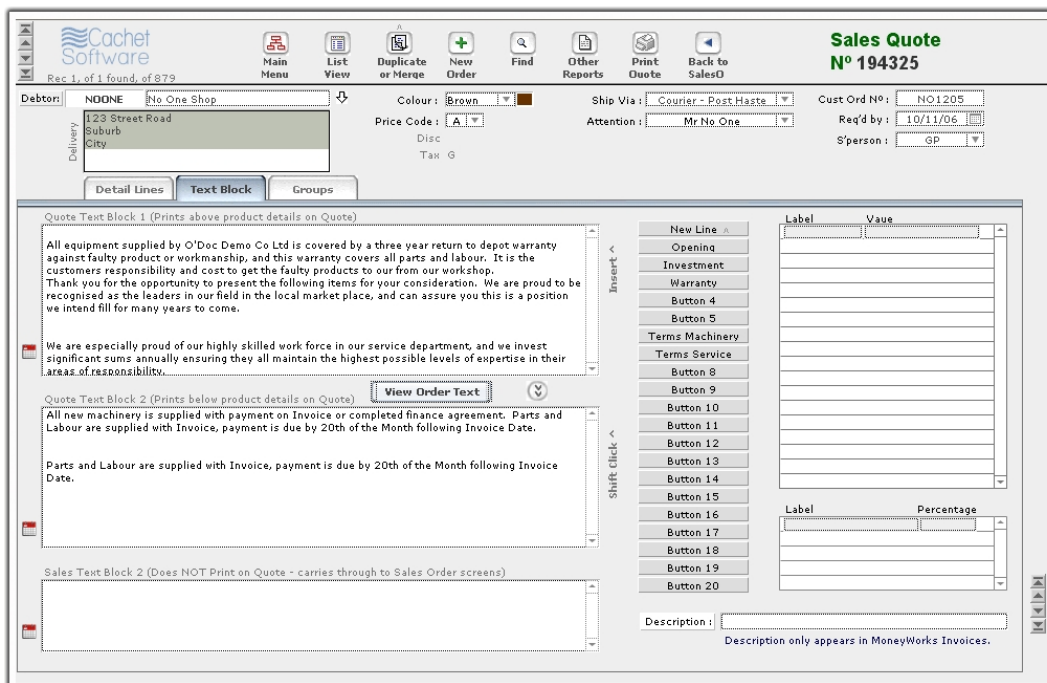 Cachet
Software
Rec 1, of 1 found, of 879
Main
Menu
List
View
Duplicate
or Merge
New
Order
Find
Other
Reports
Print
Quote
Back to
SalesO
Sales Quote
Nº 194325
Debtor:
NOONE
No One Shop
Delivery
123 Street Road
Suburb
City
Colour :
Brown
Price Code :
A
Disc
Tax G
Ship Via :
Courier - Post Haste
Attention :
Mr No One
Cust Ord Nº :
NO1205
Req'd by :
10/11/06
S'person :
GP
Detail Lines
Text Block
Groups
Quote Text Block 1 (Prints above product details on Quote)
All equipment supplied by O'Doc Demo Co Ltd is covered by a three year return to depot warranty
against faulty product or workmanship, and this warranty covers all parts and labour. It is the
customers responsibility and cost to get the faulty products to our from our workshop.
Thank you for the opportunity to present the following items for your consideration. We are proud to be
recognised as the leaders in our field in the local market place, and can assure you this is a position
we intend fill for many years to come.
We are especially proud of our highly skilled work force in our service department, and we invest
significant sums annually ensuring they all maintain the highest possible levels of expertise in their
areas of responsibility.
View Order Text
Quote Text Block 2 (Prints below product details on Quote)
All new machinery is supplied with payment on Invoice or completed finance agreement. Parts and
Labour are supplied with Invoice, payment is due by 20th of the Month following Invoice Date.
Parts and Labour are supplied with Invoice, payment is due by 20th of the Month following Invoice
Date.
Sales Text Block 2 (Does NOT Print on Quote - carries through to Sales Order screens)
Insert <
Shift Click <
New Line
Opening
Investment
Warranty
Button 4
Button 5
Terms Machinery
Terms Service
Button 8
Button 9
Button 10
Button 11
Button 12
Button 13
Button 14
Button 15
Button 16
Button 17
Button 18
Button 19
Button 20
Label Vaue
Label Percentage
Description :
Description only appears in MoneyWorks Invoices.